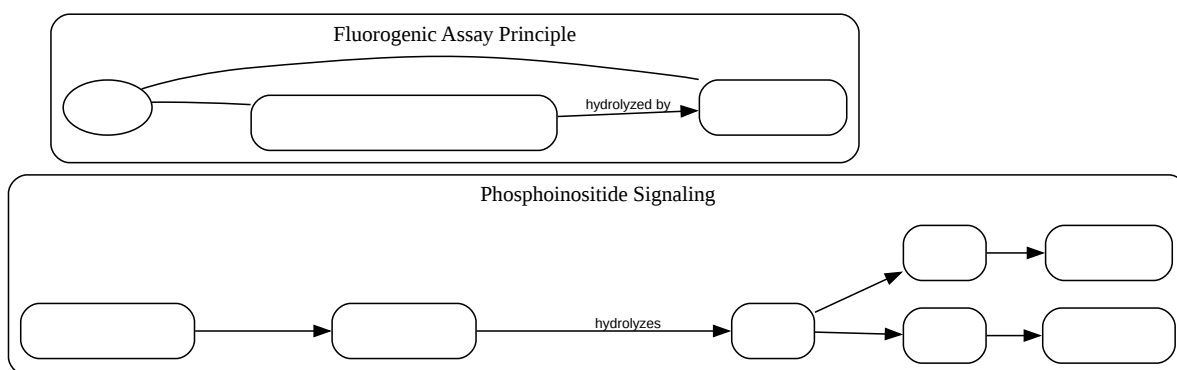 Fluorogenic Assay Principle
hydrolyzed by
Phosphoinositide Signaling
hydrolyzes